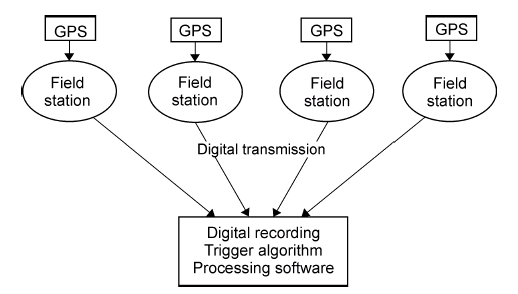 GPS
GPS
GPS
GPS
Field
station
Field
station
Field
station
Field
station
Digital transmission
Digital recording
Trigger algorithm
Processing software